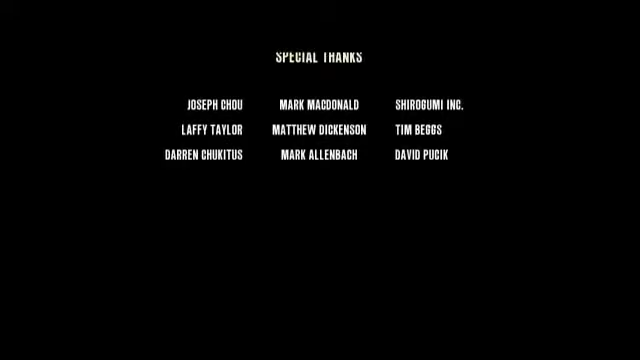 SPECIAL THANKS
JOSEPH CHOU MARK MACDONALD SHIROGUMI INC.
LAFFY TAYLOR MATTHEW DICKENSON TIM BEGGS
DARREN CHUKITUS MARK ALLENBACH DAVID PUCIK